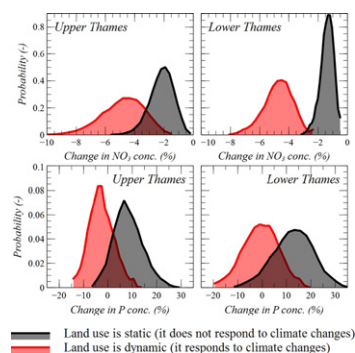 Upper Thames
Lower Thames
Probability (-)
0.8
0.6
0.4
0.2
0
-10 -8 -6 -4 -2 0
-8 -6 -4 -2 0
Change in NO₃ conc. (%)
Change in NO₃ conc. (%)
Upper Thames
Lower Thames
Probability (-)
0.1
0.08
0.06
0.04
0.02
0
-20 -10 0 10 20 30
-20 -10 0 10 20 30
Change in P conc. (%)
Change in P conc. (%)
Land use is static (it does not respond to climate changes)
Land use is dynamic (it responds to climate changes)